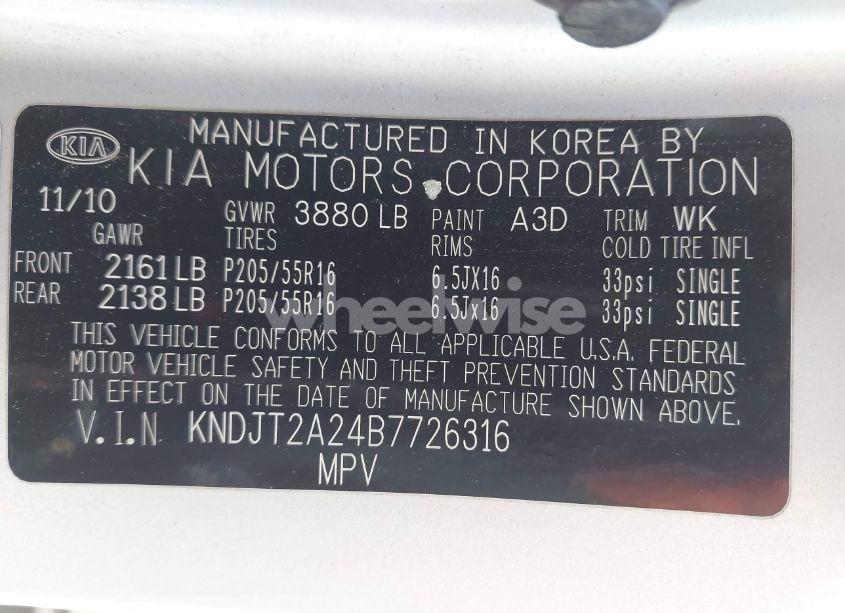 KIA
MANUFACTURED IN KOREA BY
KIA MOTORS CORPORATION
11/10 GVWR 3880 LB PAINT A3D TRIM WK
GAWR TIRES RIMS COLD TIRE INFL
FRONT 2161 LB P205/55R16 6.5JX16 33psi SINGLE
REAR 2138 LB P205/55R16 6.5Jx16 33psi SINGLE
wheelwise
THIS VEHICLE CONFORMS TO ALL APPLICABLE U.S.A. FEDERAL
MOTOR VEHICLE SAFETY AND THEFT PREVENTION STANDARDS
IN EFFECT ON THE DATE OF MANUFACTURE SHOWN ABOVE.
V.I.N KNDJT2A24B7726316
MPV